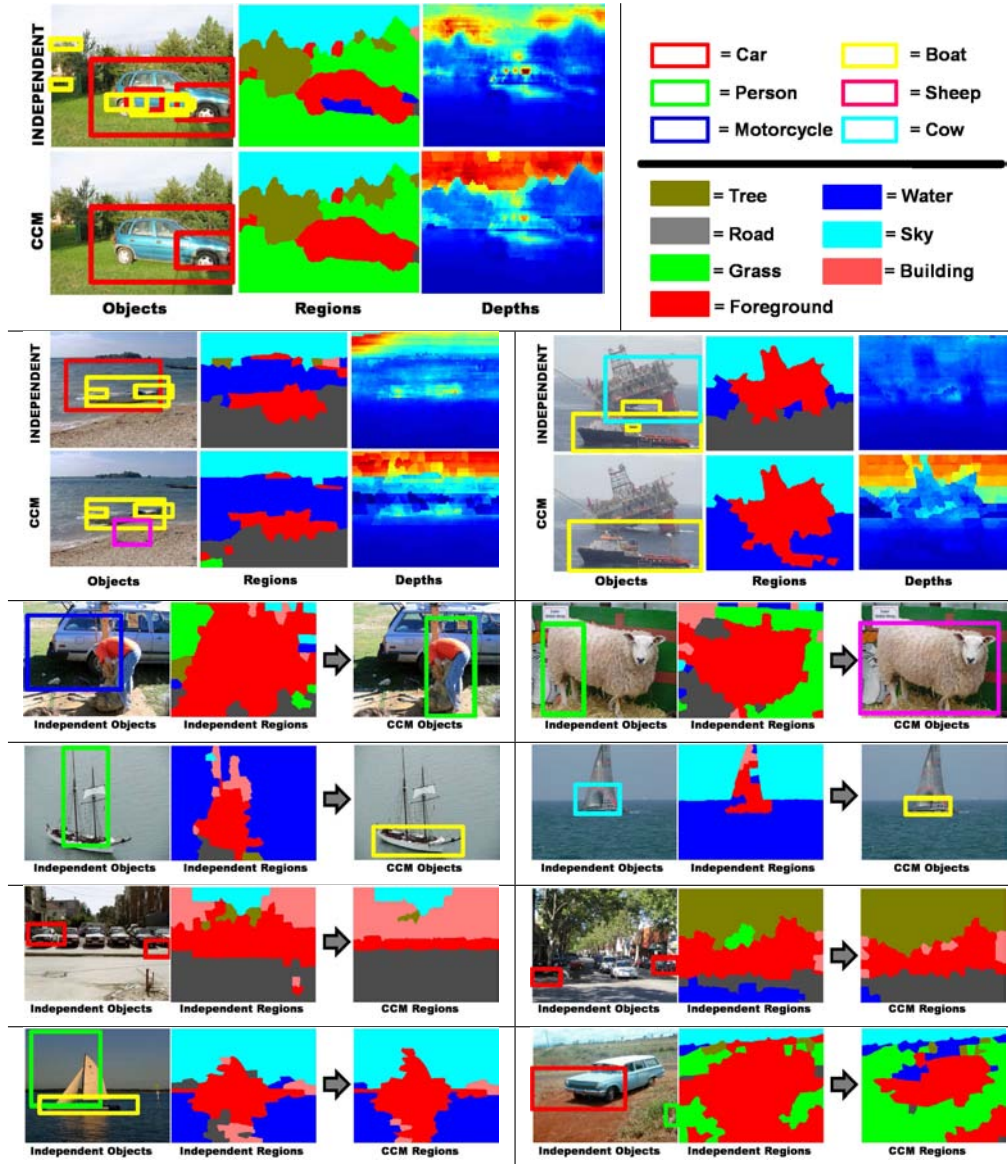 INDEPENDENT
CCM
Objects Regions Depths
= Car = Boat
= Person = Sheep
= Motorcycle = Cow
= Tree = Water
= Road = Sky
= Grass = Building
= Foreground
INDEPENDENT
CCM
Objects Regions Depths
INDEPENDENT
CCM
Objects Regions Depths
Independent Objects Independent Regions CCM Objects
Independent Objects Independent Regions CCM Objects
Independent Objects Independent Regions CCM Objects
Independent Objects Independent Regions CCM Objects
Independent Objects Independent Regions CCM Regions
Independent Objects Independent Regions CCM Regions
Independent Objects Independent Regions CCM Regions
Independent Objects Independent Regions CCM Regions